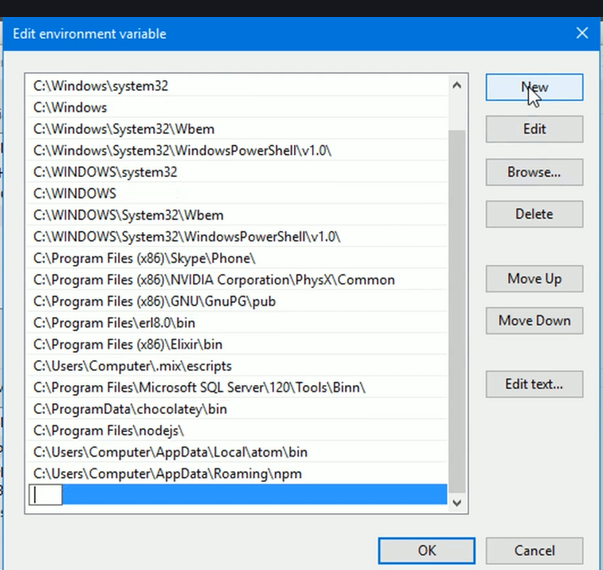 Edit environment variable
C:\Windows\system32
C:\Windows
C:\Windows\System32\Wbem
C:\Windows\System32\WindowsPowerShell\v1.0\
C:\WINDOWS\system32
C:\WINDOWS
C:\WINDOWS\System32\Wbem
C:\WINDOWS\System32\WindowsPowerShell\v1.0\
C:\Program Files (x86)\Skype\Phone\
C:\Program Files (x86)\NVIDIA Corporation\PhysX\Common
C:\Program Files (x86)\GNU\GnuPG\pub
C:\Program Files\erl8.0\bin
C:\Program Files (x86)\Elixir\bin
C:\Users\Computer\.mix\escripts
C:\Program Files\Microsoft SQL Server\120\Tools\Binn\
C:\ProgramData\chocolatey\bin
C:\Program Files\nodejs\
C:\Users\Computer\AppData\Local\atom\bin
C:\Users\Computer\AppData\Roaming\npm
New
Edit
Browse...
Delete
Move Up
Move Down
Edit text...
OK
Cancel